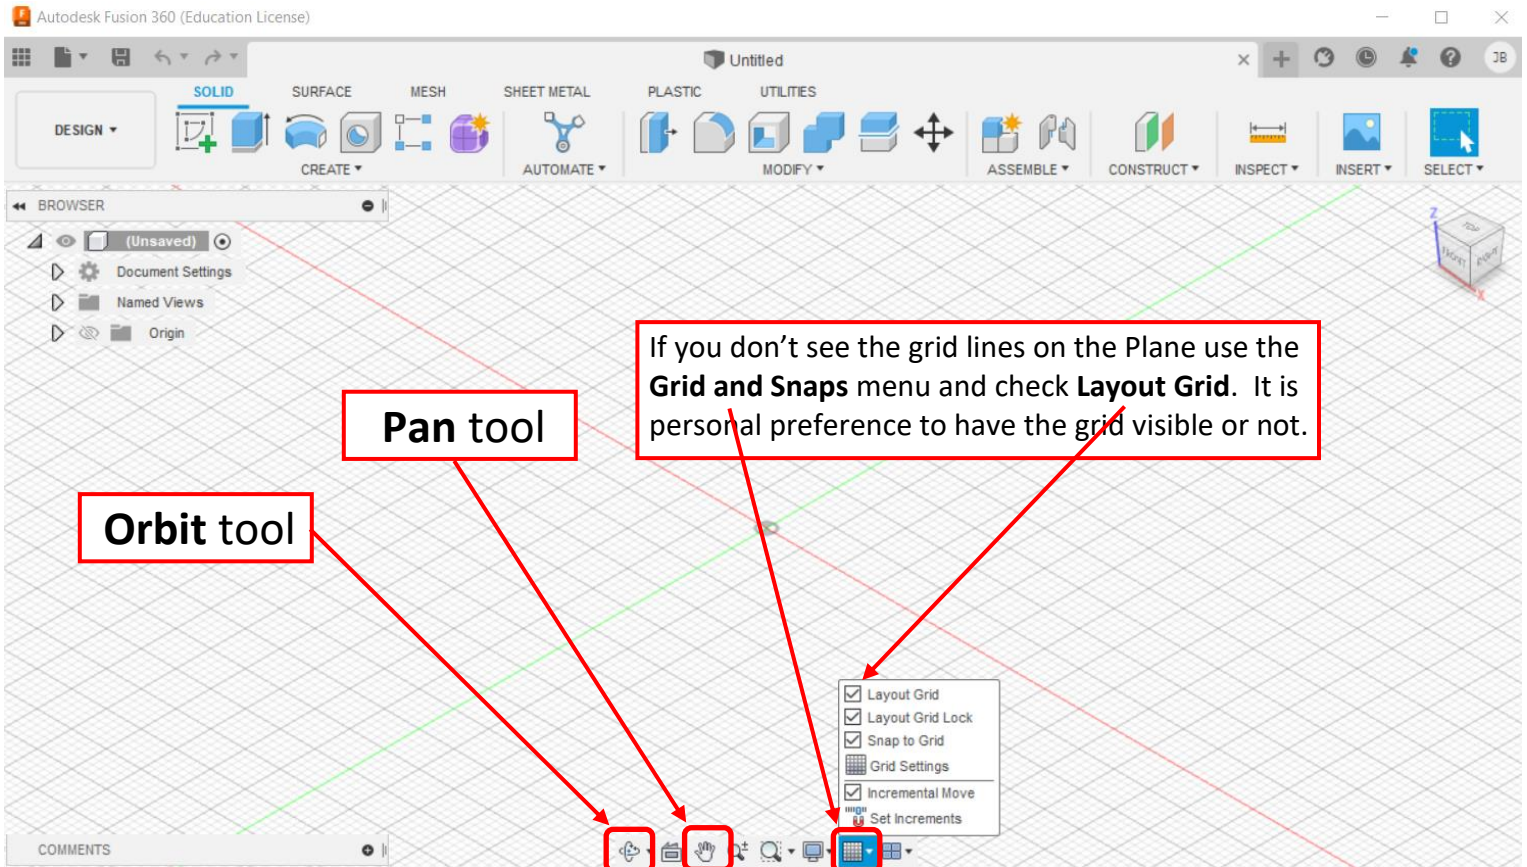 Autodesk Fusion 360 (Education License)
Untitled
JB
SOLID SURFACE MESH SHEET METAL PLASTIC UTILITIES
DESIGN
CREATE AUTOMATE MODIFY ASSEMBLE CONSTRUCT INSPECT INSERT SELECT
BROWSER
(Unsaved)
Document Settings
Named Views
Origin
Z
TOP
FRONT RIGHT
X
If you don’t see the grid lines on the Plane use the
Grid and Snaps menu and check Layout Grid. It is
personal preference to have the grid visible or not.
Pan tool
Orbit tool
Layout Grid
Layout Grid Lock
Snap to Grid
Grid Settings
Incremental Move
Set Increments
COMMENTS